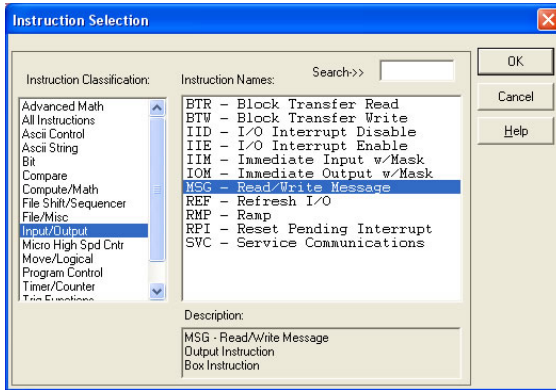 Instruction Selection
Instruction Classification:
Advanced Math
All Instructions
Ascii Control
Ascii String
Bit
Compare
Compute/Math
File Shift/Sequencer
File/Misc
Input/Output
Micro High Spd Cntr
Move/Logical
Program Control
Timer/Counter
Trig Functions
Instruction Names:
Search->>
BTR - Block Transfer Read
BTW - Block Transfer Write
IID - I/O Interrupt Disable
IIE - I/O Interrupt Enable
IIM - Immediate Input w/Mask
IOM - Immediate Output w/Mask
MSG - Read/Write Message
REF - Refresh I/O
RMP - Ramp
RPI - Reset Pending Interrupt
SVC - Service Communications
Description:
MSG - Read/Write Message
Output Instruction
Box Instruction
OK
Cancel
Help